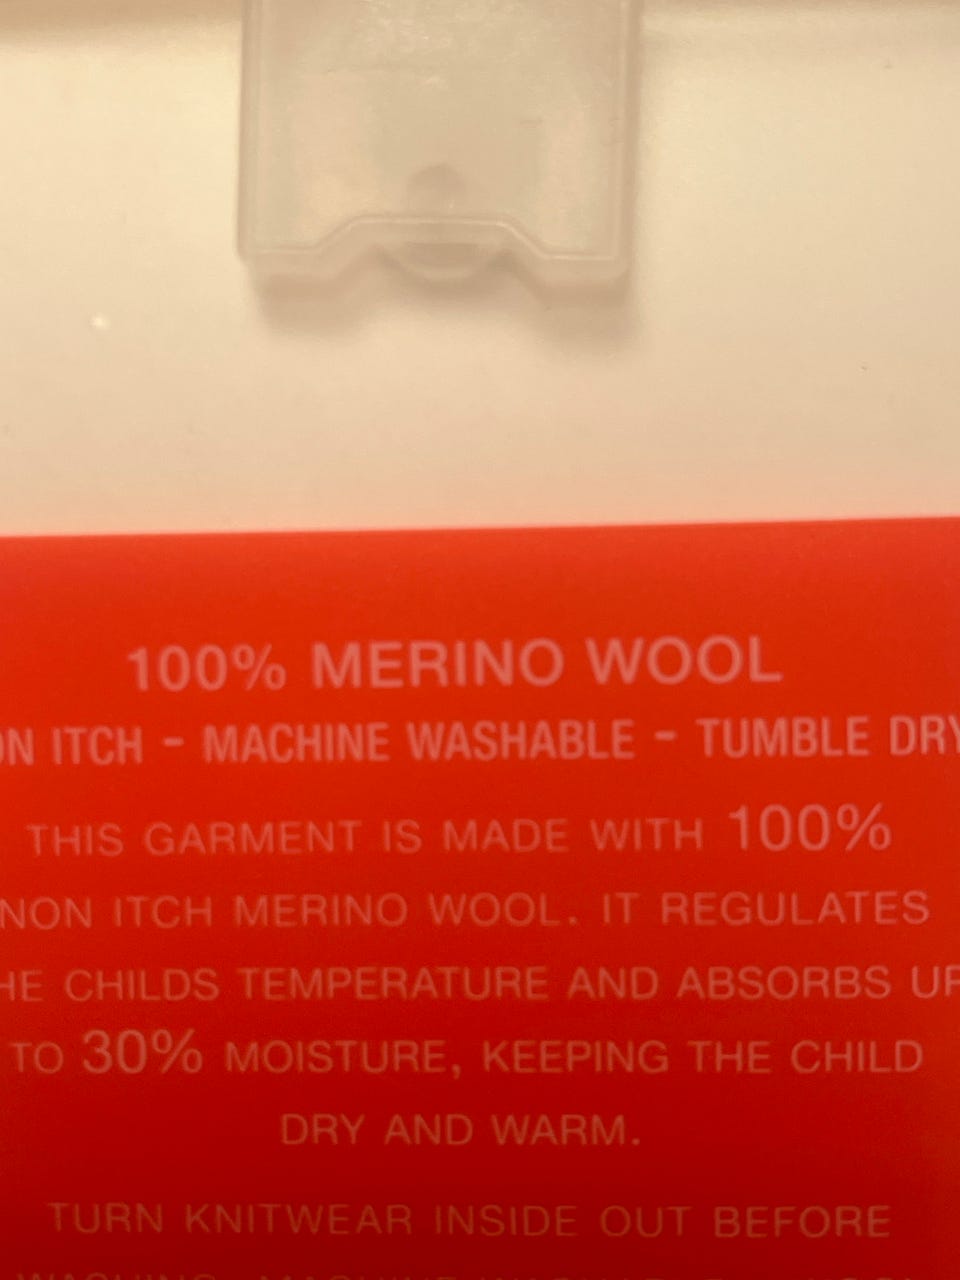 100% MERINO WOOL
ON ITCH - MACHINE WASHABLE - TUMBLE DRY
THIS GARMENT IS MADE WITH 100%
NON ITCH MERINO WOOL. IT REGULATES
HE CHILDS TEMPERATURE AND ABSORBS UP
TO 30% MOISTURE, KEEPING THE CHILD
DRY AND WARM.
TURN KNITWEAR INSIDE OUT BEFORE